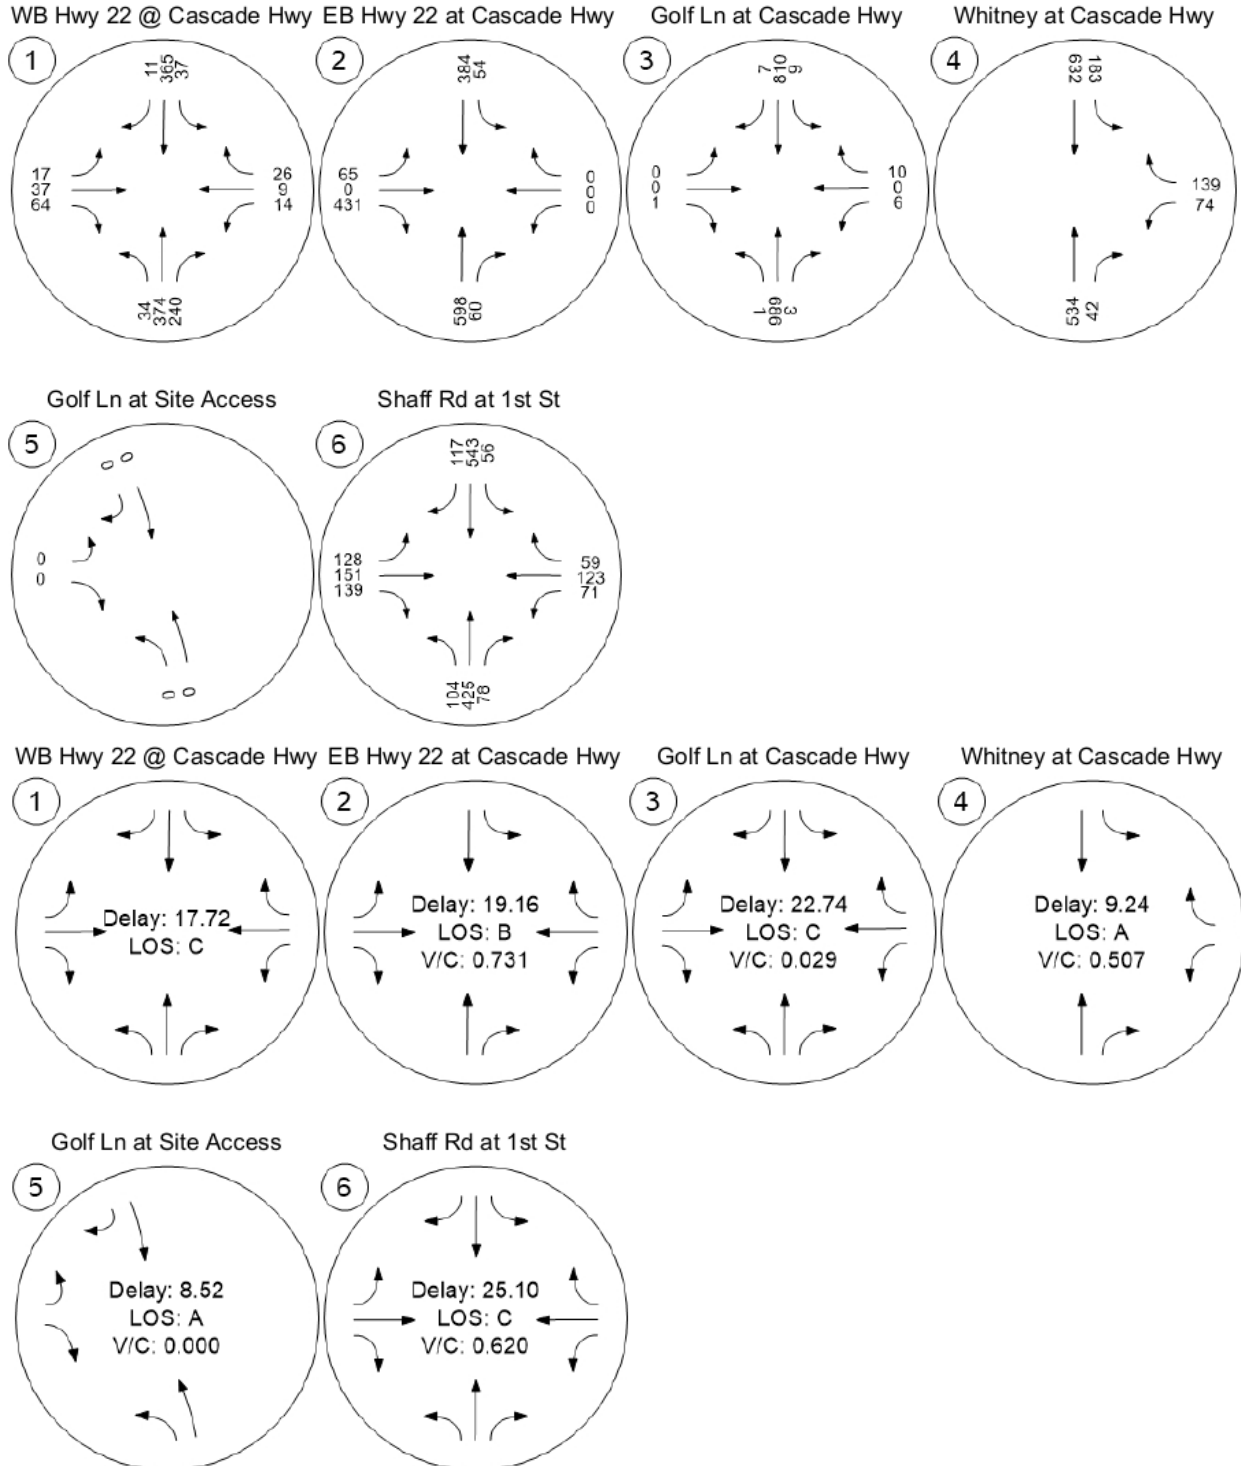 WB Hwy 22 @ Cascade Hwy
EB Hwy 22 at Cascade Hwy
Golf Ln at Cascade Hwy
Whitney at Cascade Hwy
1
11
365
37
17
37
64
26
9
14
34
374
240
2
384
54
65
0
431
0
0
0
598
60
3
7
810
0
0
1
10
0
6
1
3
4
632
183
139
74
534
42
Golf Ln at Site Access
Shaff Rd at 1st St
5
0
0
0
0
0
0
6
117
543
56
128
151
139
59
123
71
104
425
78
WB Hwy 22 @ Cascade Hwy
EB Hwy 22 at Cascade Hwy
Golf Ln at Cascade Hwy
Whitney at Cascade Hwy
1
Delay: 17.72
LOS: C
2
Delay: 19.16
LOS: B
V/C: 0.731
3
Delay: 22.74
LOS: C
V/C: 0.029
4
Delay: 9.24
LOS: A
V/C: 0.507
Golf Ln at Site Access
Shaff Rd at 1st St
5
Delay: 8.52
LOS: A
V/C: 0.000
6
Delay: 25.10
LOS: C
V/C: 0.620